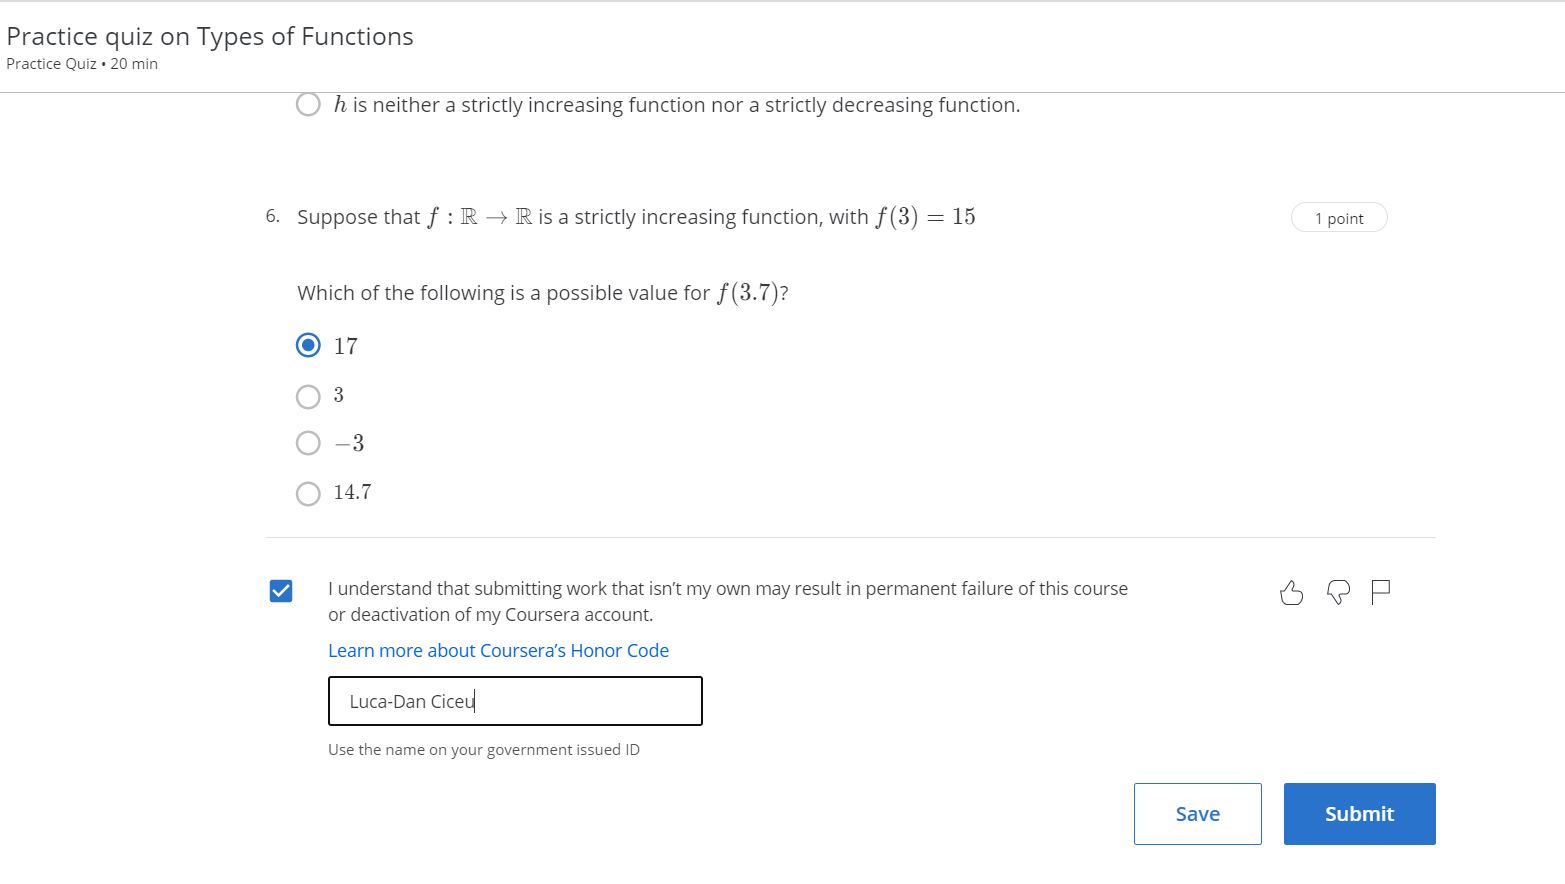 Practice quiz on Types of Functions
Practice Quiz • 20 min
h is neither a strictly increasing function nor a strictly decreasing function.
6. Suppose that f : ℝ → ℝ is a strictly increasing function, with f(3) = 15
1 point
Which of the following is a possible value for f(3.7)?
17
3
−3
14.7
I understand that submitting work that isn’t my own may result in permanent failure of this course
or deactivation of my Coursera account.
Learn more about Coursera’s Honor Code
Luca-Dan Ciceu
Use the name on your government issued ID
Save
Submit